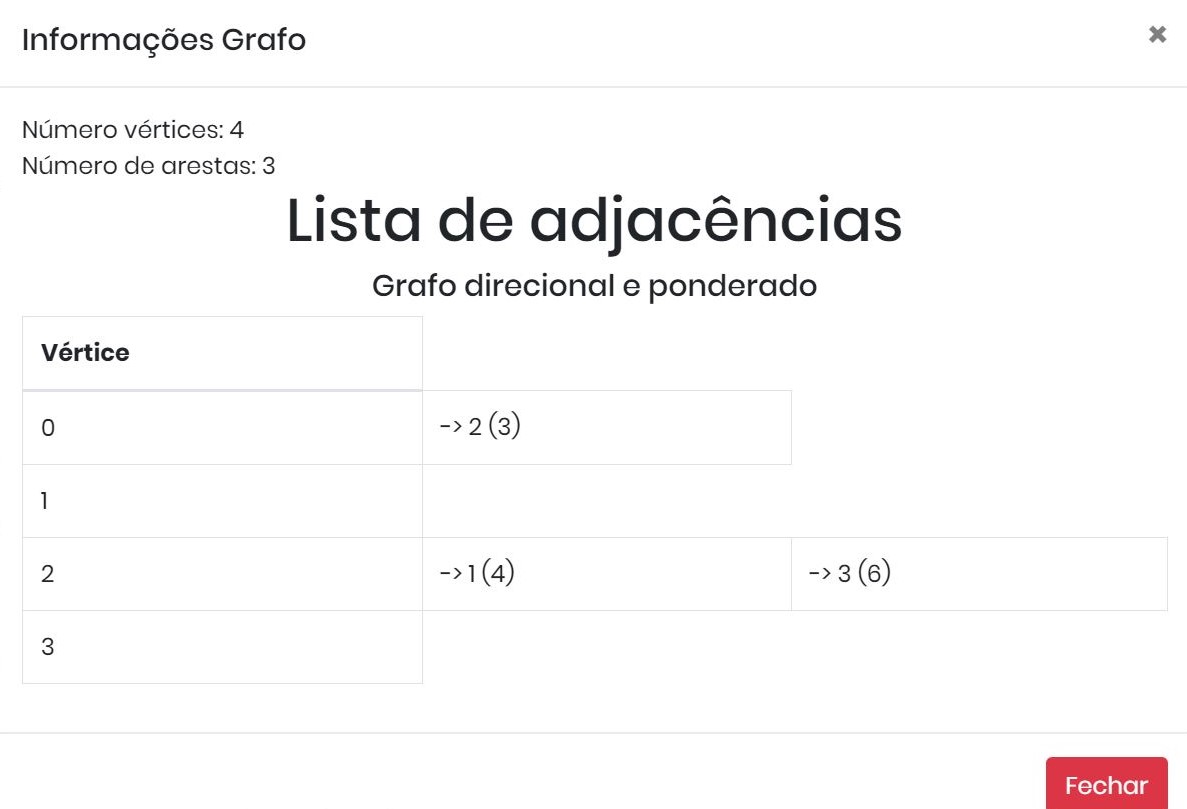 Informações Grafo ✖
Número vértices: 4
Número de arestas: 3
Lista de adjacências
Grafo direcional e ponderado
Vértice
0 -> 2 (3)
1
2 -> 1 (4) -> 3 (6)
3
Fechar